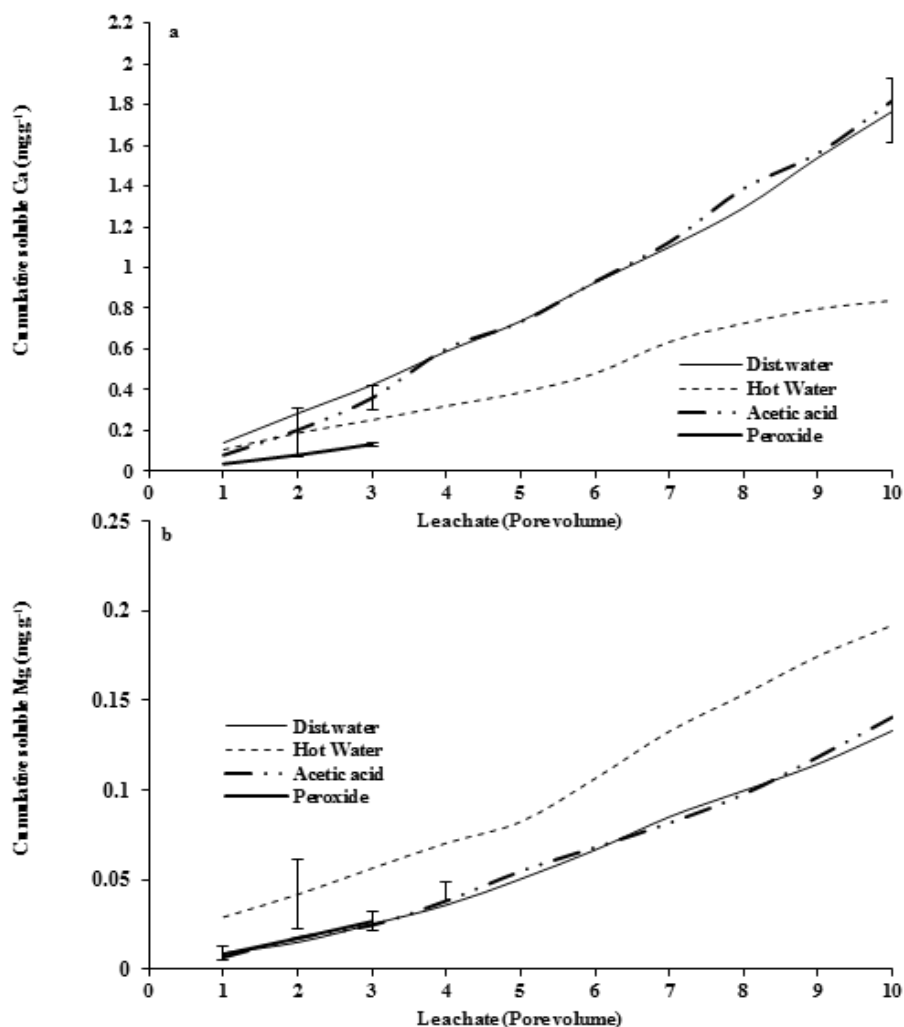 a
Cumulative soluble Ca (mg g⁻¹)
2.2
2
1.8
1.6
1.4
1.2
1
0.8
0.6
0.4
0.2
0
Dist.water
Hot Water
Acetic acid
Peroxide
0 1 2 3 4 5 6 7 8 9 10
Leachate (Pore volume)
b
Cumulative soluble Mg (mg g⁻¹)
0.25
0.2
0.15
0.1
0.05
0
Dist.water
Hot Water
Acetic acid
Peroxide
0 1 2 3 4 5 6 7 8 9 10
Leachate (Pore volume)